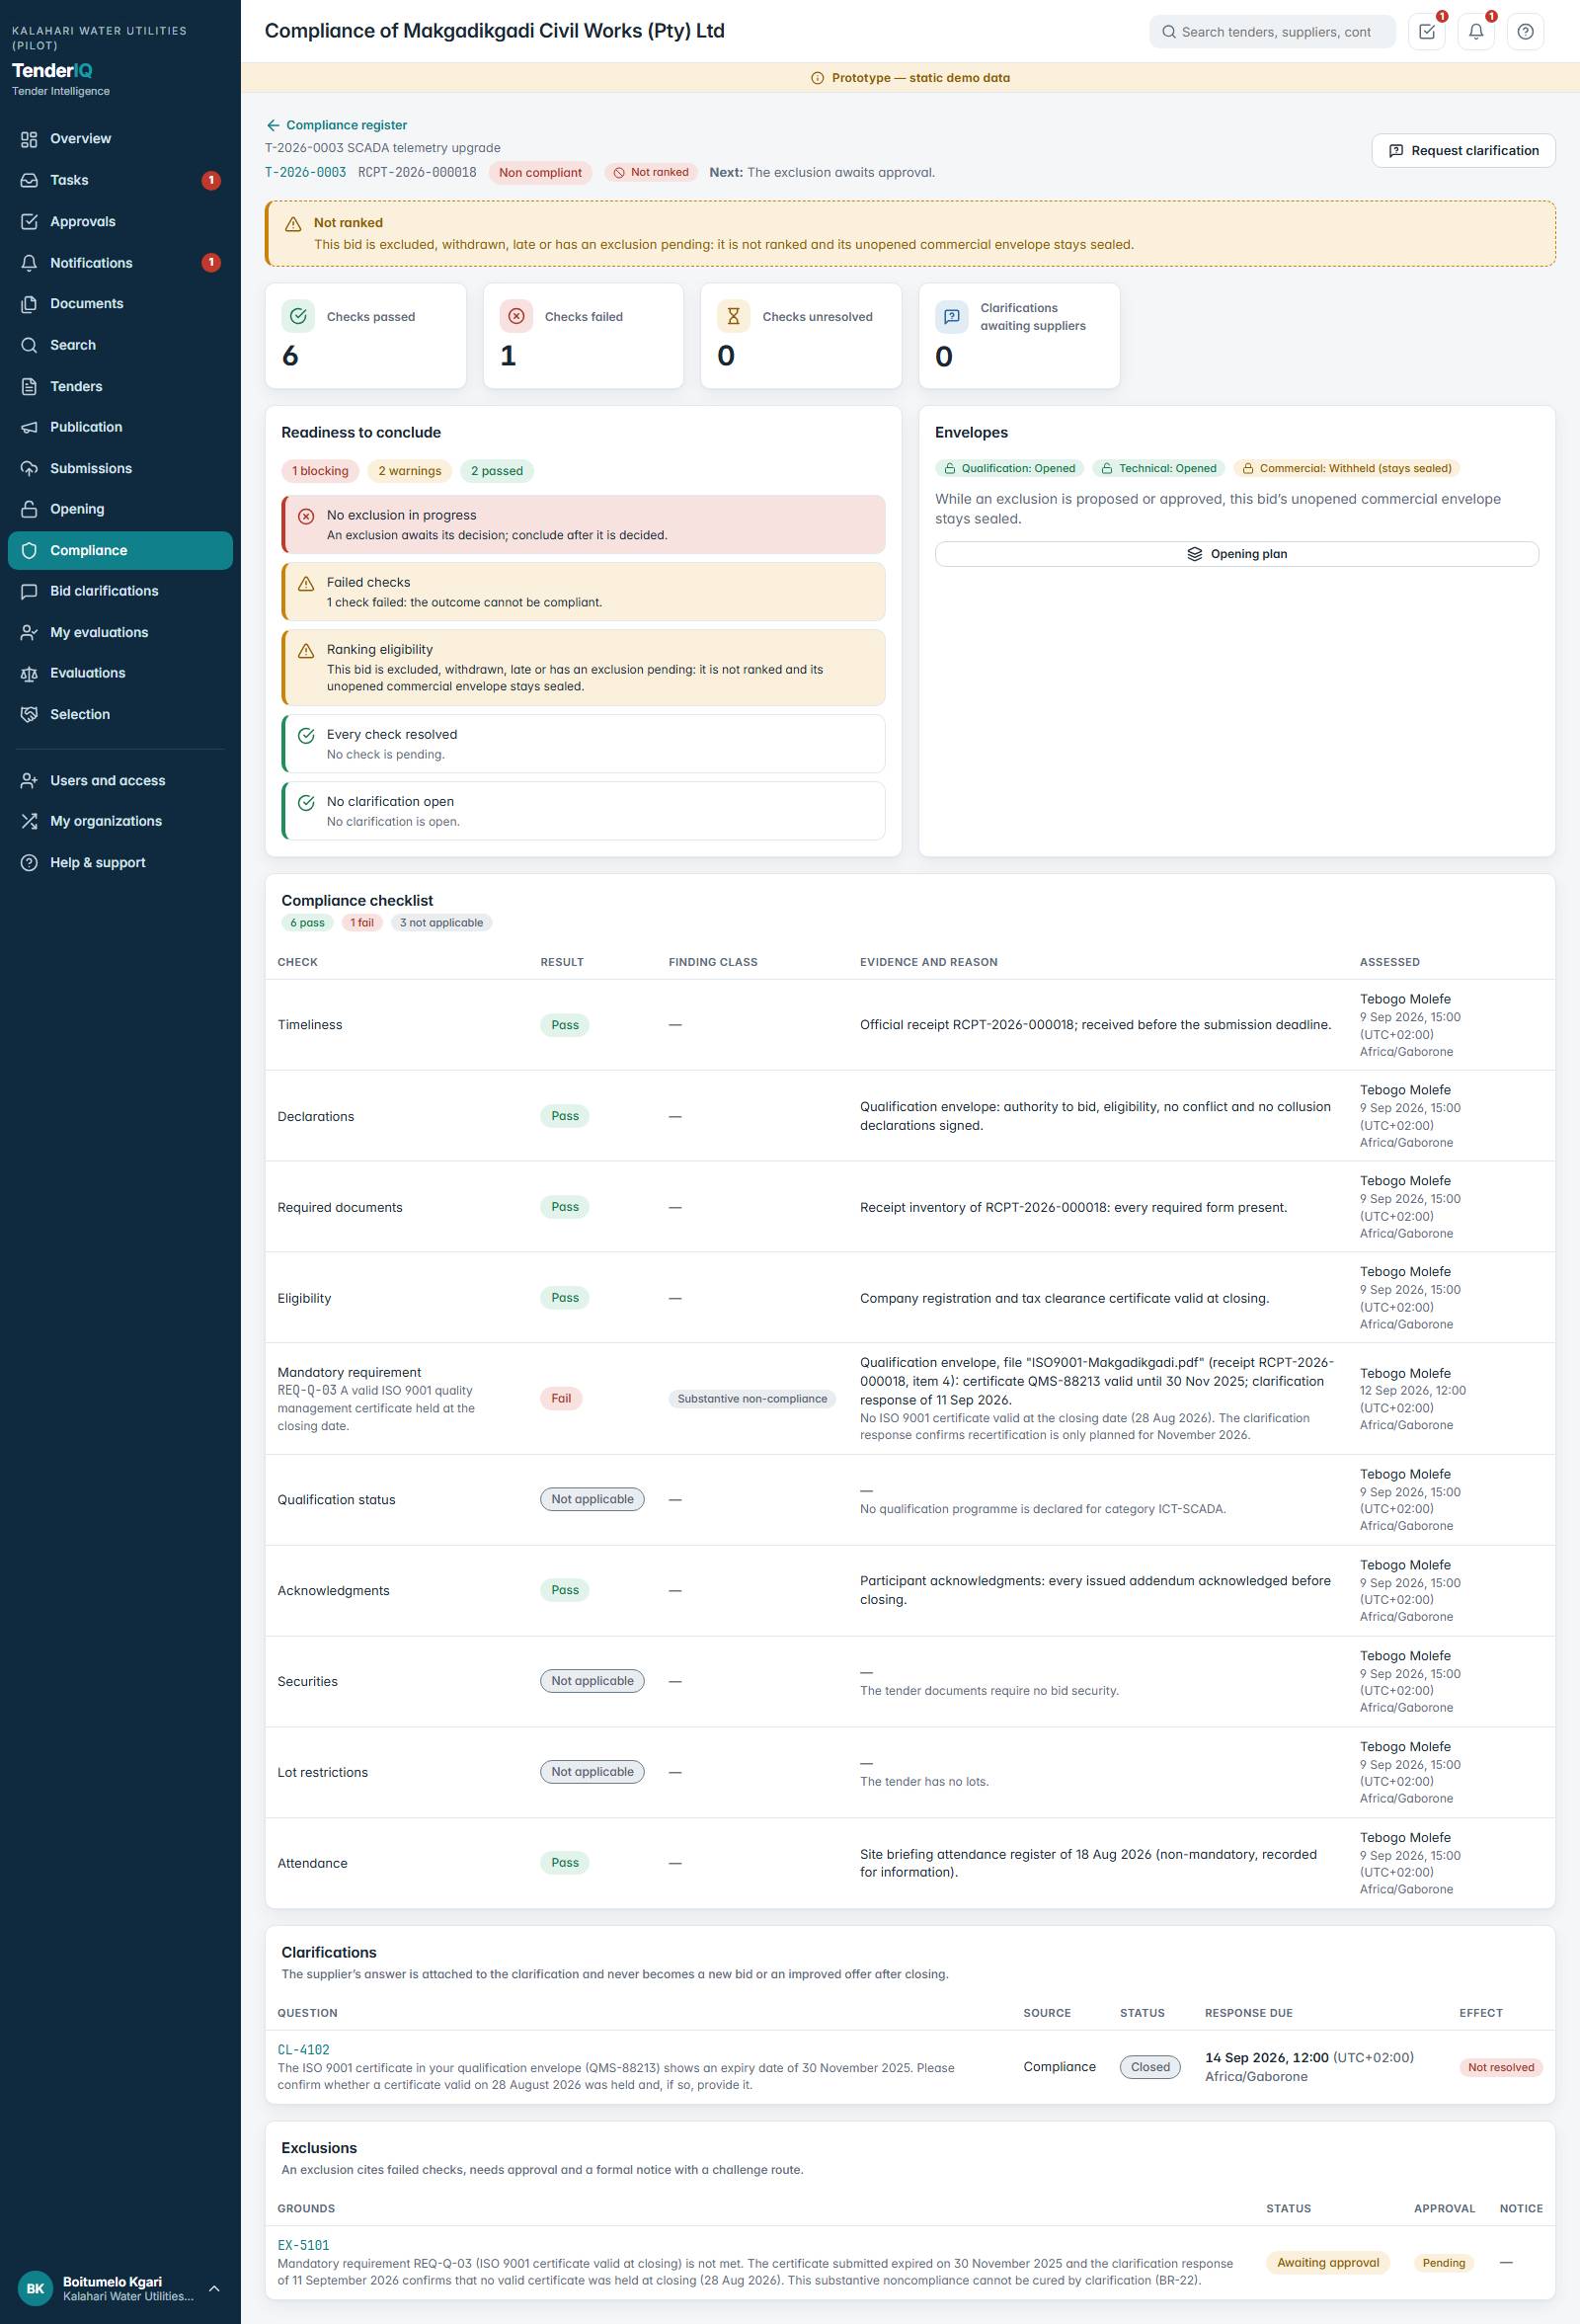 KALAHARI WATER UTILITIES
(PILOT)
TenderIQ
Tender Intelligence
Overview
Tasks 1
Approvals
Notifications 1
Documents
Search
Tenders
Publication
Submissions
Opening
Compliance
Bid clarifications
My evaluations
Evaluations
Selection
Users and access
My organizations
Help & support
BK
Boitumelo Kgari
Kalahari Water Utilities...
Compliance of Makgadikgadi Civil Works (Pty) Ltd
Search tenders, suppliers, cont
1
1
Prototype — static demo data
Compliance register
T-2026-0003 SCADA telemetry upgrade
T-2026-0003 RCPT-2026-000018 Non compliant Not ranked Next: The exclusion awaits approval.
Request clarification
Not ranked
This bid is excluded, withdrawn, late or has an exclusion pending: it is not ranked and its unopened commercial envelope stays sealed.
Checks passed
6
Checks failed
1
Checks unresolved
0
Clarifications
awaiting suppliers
0
Readiness to conclude
1 blocking 2 warnings 2 passed
No exclusion in progress
An exclusion awaits its decision; conclude after it is decided.
Failed checks
1 check failed: the outcome cannot be compliant.
Ranking eligibility
This bid is excluded, withdrawn, late or has an exclusion pending: it is not ranked and its
unopened commercial envelope stays sealed.
Every check resolved
No check is pending.
No clarification open
No clarification is open.
Envelopes
Qualification: Opened Technical: Opened Commercial: Withheld (stays sealed)
While an exclusion is proposed or approved, this bid's unopened commercial envelope
stays sealed.
Opening plan
Compliance checklist
6 pass 1 fail 3 not applicable
CHECK RESULT FINDING CLASS EVIDENCE AND REASON ASSESSED
Timeliness Pass — Official receipt RCPT-2026-000018; received before the submission deadline.
Tebogo Molefe
9 Sep 2026, 15:00
(UTC+02:00)
Africa/Gaborone
Declarations Pass — Qualification envelope: authority to bid, eligibility, no conflict and no collusion
declarations signed.
Tebogo Molefe
9 Sep 2026, 15:00
(UTC+02:00)
Africa/Gaborone
Required documents Pass — Receipt inventory of RCPT-2026-000018: every required form present.
Tebogo Molefe
9 Sep 2026, 15:00
(UTC+02:00)
Africa/Gaborone
Eligibility Pass — Company registration and tax clearance certificate valid at closing.
Tebogo Molefe
9 Sep 2026, 15:00
(UTC+02:00)
Africa/Gaborone
Mandatory requirement
REQ-Q-03 A valid ISO 9001 quality
management certificate held at the
closing date.
Fail Substantive non-compliance
Qualification envelope, file "ISO9001-Makgadikgadi.pdf" (receipt RCPT-2026-
000018, item 4): certificate QMS-88213 valid until 30 Nov 2025; clarification
response of 11 Sep 2026.
No ISO 9001 certificate valid at the closing date (28 Aug 2026). The clarification
response confirms recertification is only planned for November 2026.
Tebogo Molefe
12 Sep 2026, 12:00
(UTC+02:00)
Africa/Gaborone
Qualification status Not applicable — —
No qualification programme is declared for category ICT-SCADA.
Tebogo Molefe
9 Sep 2026, 15:00
(UTC+02:00)
Africa/Gaborone
Acknowledgments Pass — Participant acknowledgments: every issued addendum acknowledged before
closing.
Tebogo Molefe
9 Sep 2026, 15:00
(UTC+02:00)
Africa/Gaborone
Securities Not applicable — —
The tender documents require no bid security.
Tebogo Molefe
9 Sep 2026, 15:00
(UTC+02:00)
Africa/Gaborone
Lot restrictions Not applicable — —
The tender has no lots.
Tebogo Molefe
9 Sep 2026, 15:00
(UTC+02:00)
Africa/Gaborone
Attendance Pass — Site briefing attendance register of 18 Aug 2026 (non-mandatory, recorded
for information).
Tebogo Molefe
9 Sep 2026, 15:00
(UTC+02:00)
Africa/Gaborone
Clarifications
The supplier's answer is attached to the clarification and never becomes a new bid or an improved offer after closing.
QUESTION SOURCE STATUS RESPONSE DUE EFFECT
CL-4102
The ISO 9001 certificate in your qualification envelope (QMS-88213) shows an expiry date of 30 November 2025. Please
confirm whether a certificate valid on 28 August 2026 was held and, if so, provide it.
Compliance Closed 14 Sep 2026, 12:00 (UTC+02:00)
Africa/Gaborone
Not resolved
Exclusions
An exclusion cites failed checks, needs approval and a formal notice with a challenge route.
GROUNDS STATUS APPROVAL NOTICE
EX-5101
Mandatory requirement REQ-Q-03 (ISO 9001 certificate valid at closing) is not met. The certificate submitted expired on 30 November 2025 and the clarification response
of 11 September 2026 confirms that no valid certificate was held at closing (28 Aug 2026). This substantive noncompliance cannot be cured by clarification (BR-22).
Awaiting approval Pending —